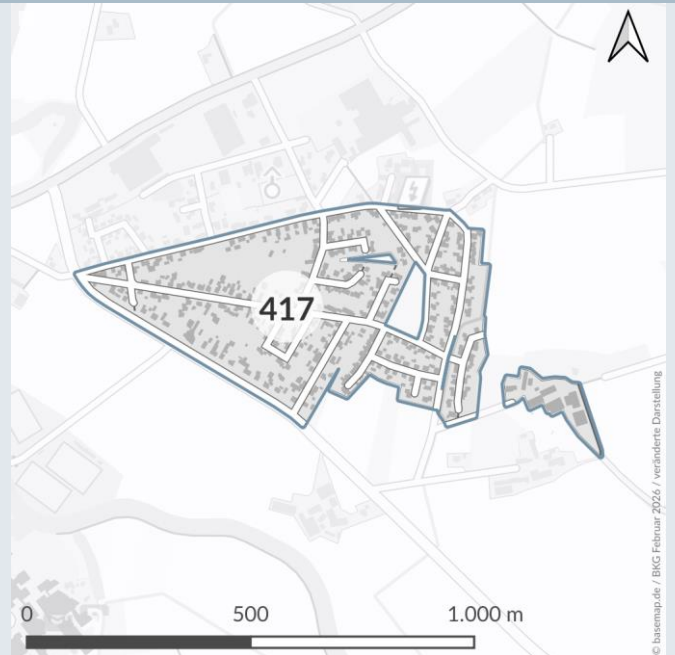 417
0 500 1.000 m
© basemap.de / BKG Februar 2026 / veränderte Darstellung